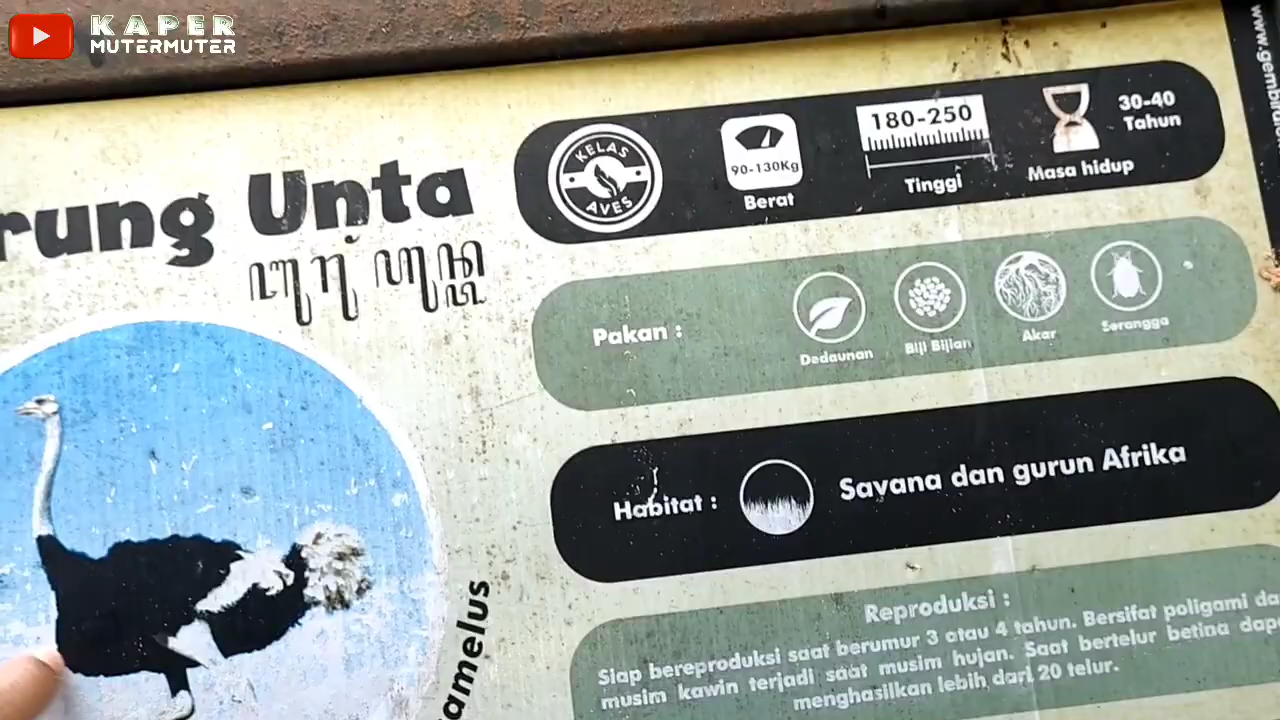 KAPER
MUTERMUTER
rung Unta
KELAS
AVES
90-130Kg
Berat
180-250
Tinggi
30-40
Tahun
Masa hidup
Pakan :
Dedaunan
Biji Bijian
Akar
Serangga
Habitat :
Savana dan gurun Afrika
amelus
Reproduksi :
Siap bereproduksi saat berumur 3 atau 4 tahun. Bersifat poligami da
musim kawin terjadi saat musim hujan. Saat bertelur betina dap
menghasilkan lebih dari 20 telur.